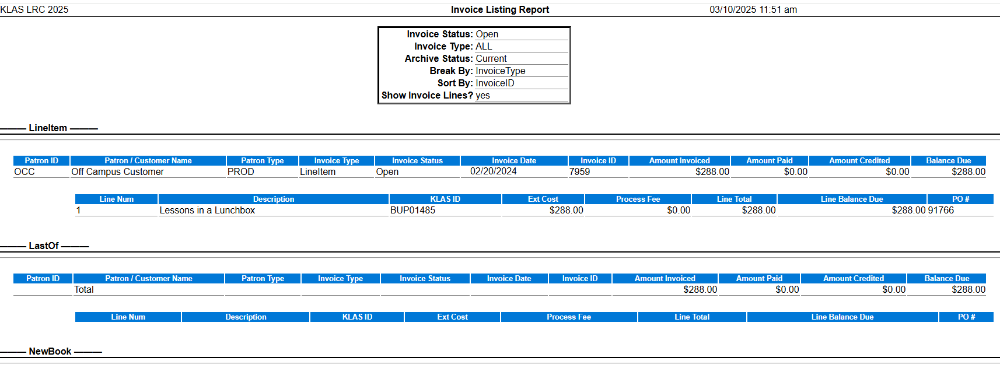 KLAS LRC 2025 Invoice Listing Report 03/10/2025 11:51 am
Invoice Status: Open
Invoice Type: ALL
Archive Status: Current
Break By: InvoiceType
Sort By: InvoiceID
Show Invoice Lines? yes
——— LineItem ———
Patron ID Patron / Customer Name Patron Type Invoice Type Invoice Status Invoice Date Invoice ID Amount Invoiced Amount Paid Amount Credited Balance Due
OCC Off Campus Customer PROD LineItem Open 02/20/2024 7959 $288.00 $0.00 $0.00 $288.00
Line Num Description KLAS ID Ext Cost Process Fee Line Total Line Balance Due PO #
1 Lessons in a Lunchbox BUP01485 $288.00 $0.00 $288.00 $288.00 91766
——— LastOf ———
Patron ID Patron / Customer Name Patron Type Invoice Type Invoice Status Invoice Date Invoice ID Amount Invoiced Amount Paid Amount Credited Balance Due
Total $288.00 $0.00 $0.00 $288.00
Line Num Description KLAS ID Ext Cost Process Fee Line Total Line Balance Due PO #
——— NewBook ———